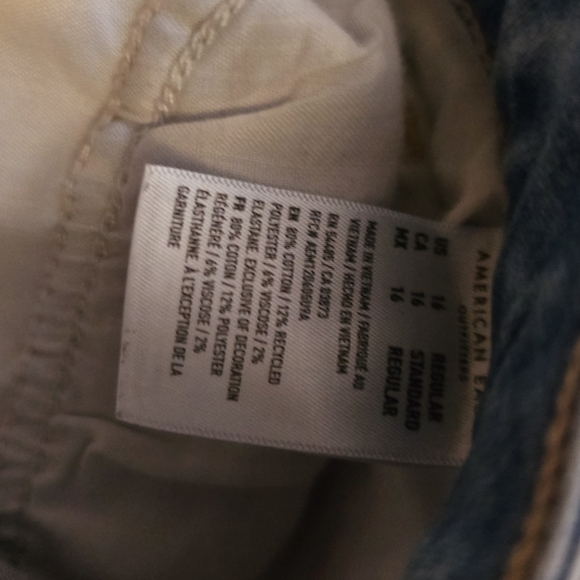 AMERICAN EA
OUTFITTERS
US 16 REGULAR
CA 16 STANDARD
MX 16 REGULAR
MADE IN VIETNAM / FABRIQUÉ AU
VIETNAM / HECHO EN VIETNAM
RN 54485 / CA 03073
EN 80% COTTON / 12% RECYCLED
POLYESTER / 6% VISCOSE / 2%
ELASTANE. EXCLUSIVE OF DECORATION
FR 80% COTON / 12% POLYESTER
RÉGÉNÉRÉ / 6% VISCOSE / 2%
ÉLASTHANNE. À L'EXCEPTION DE LA
GARNITURE